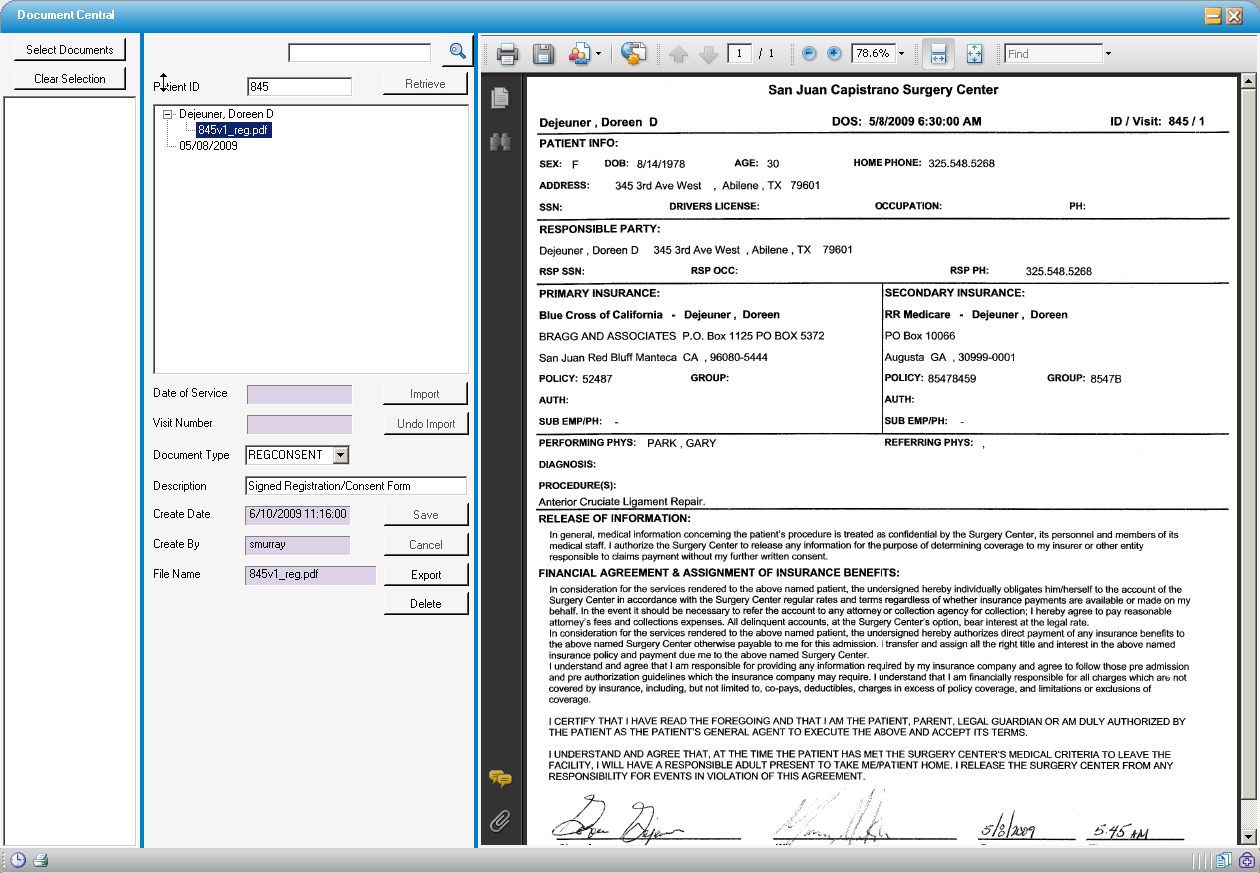 Document Central
Select Documents
Clear Selection
Patient ID 845 Retrieve
Dejeuner, Doreen D
845v1_reg.pdf
05/08/2009
Date of Service Import
Visit Number Undo Import
Document Type REGCONSENT
Description Signed Registration/Consent Form
Create Date 6/10/2009 11:16:00 Save
Create By smurray Cancel
File Name 845v1_reg.pdf Export
Delete
1 / 1 78.6% Find
San Juan Capistrano Surgery Center
Dejeuner , Doreen D DOS: 5/8/2009 6:30:00 AM ID / Visit: 845 / 1
PATIENT INFO:
SEX: F DOB: 8/14/1978 AGE: 30 HOME PHONE: 325.548.5268
ADDRESS: 345 3rd Ave West , Abilene , TX 79601
SSN: DRIVERS LICENSE: OCCUPATION: PH:
RESPONSIBLE PARTY:
Dejeuner , Doreen D 345 3rd Ave West , Abilene , TX 79601
RSP SSN: RSP OCC: RSP PH: 325.548.5268
PRIMARY INSURANCE:
Blue Cross of California - Dejeuner , Doreen
BRAGG AND ASSOCIATES P.O. Box 1125 PO BOX 5372
San Juan Red Bluff Manteca CA , 96080-5444
POLICY: 52487 GROUP:
AUTH:
SUB EMP/PH: -
SECONDARY INSURANCE:
RR Medicare - Dejeuner , Doreen
PO Box 10066
Augusta GA , 30999-0001
POLICY: 85478459 GROUP: 8547B
AUTH:
SUB EMP/PH: -
PERFORMING PHYS: PARK , GARY REFERRING PHYS: ,
DIAGNOSIS:
PROCEDURE(S):
Anterior Cruciate Ligament Repair.
RELEASE OF INFORMATION:
In general, medical information concerning the patient's procedure is treated as confidential by the Surgery Center, its personnel and members of its
medical staff. I authorize the Surgery Center to release any information for the purpose of determining coverage to my insurer or other entity
responsible to claims payment without my further written consent.
FINANCIAL AGREEMENT & ASSIGNMENT OF INSURANCE BENEFITS:
In consideration for the services rendered to the above named patient, the undersigned hereby individually obligates him/herself to the account of the
Surgery Center in accordance with the Surgery Center regular rates and terms regardless of whether insurance payments are available or made on my
behalf. In the event it should be necessary to refer the account to any attorney or collection agency for collection; I hereby agree to pay reasonable
attorney's fees and collections expenses. All delinquent accounts, at the Surgery Center's option, bear interest at the legal rate.
In consideration for the services rendered to the above named patient, the undersigned hereby authorizes direct payment of any insurance benefits to
the above named Surgery Center otherwise payable to me for this admission. I transfer and assign all the right title and interest in the above named
insurance policy and payment due me to the above named Surgery Center.
I understand and agree that I am responsible for providing any information required by my insurance company and agree to follow those pre admission
and pre authorization guidelines which the insurance company may require. I understand that I am financially responsible for all charges which are not
covered by insurance, including, but not limited to, co-pays, deductibles, charges in excess of policy coverage, and limitations or exclusions of
coverage.
I CERTIFY THAT I HAVE READ THE FOREGOING AND THAT I AM THE PATIENT, PARENT, LEGAL GUARDIAN OR AM DULY AUTHORIZED BY
THE PATIENT AS THE PATIENT'S GENERAL AGENT TO EXECUTE THE ABOVE AND ACCEPT ITS TERMS.
I UNDERSTAND AND AGREE THAT, AT THE TIME THE PATIENT HAS MET THE SURGERY CENTER'S MEDICAL CRITERIA TO LEAVE THE
FACILITY, I WILL HAVE A RESPONSIBLE ADULT PRESENT TO TAKE ME/PATIENT HOME. I RELEASE THE SURGERY CENTER FROM ANY
RESPONSIBILITY FOR EVENTS IN VIOLATION OF THIS AGREEMENT.
5/8/2009 5:45 AM